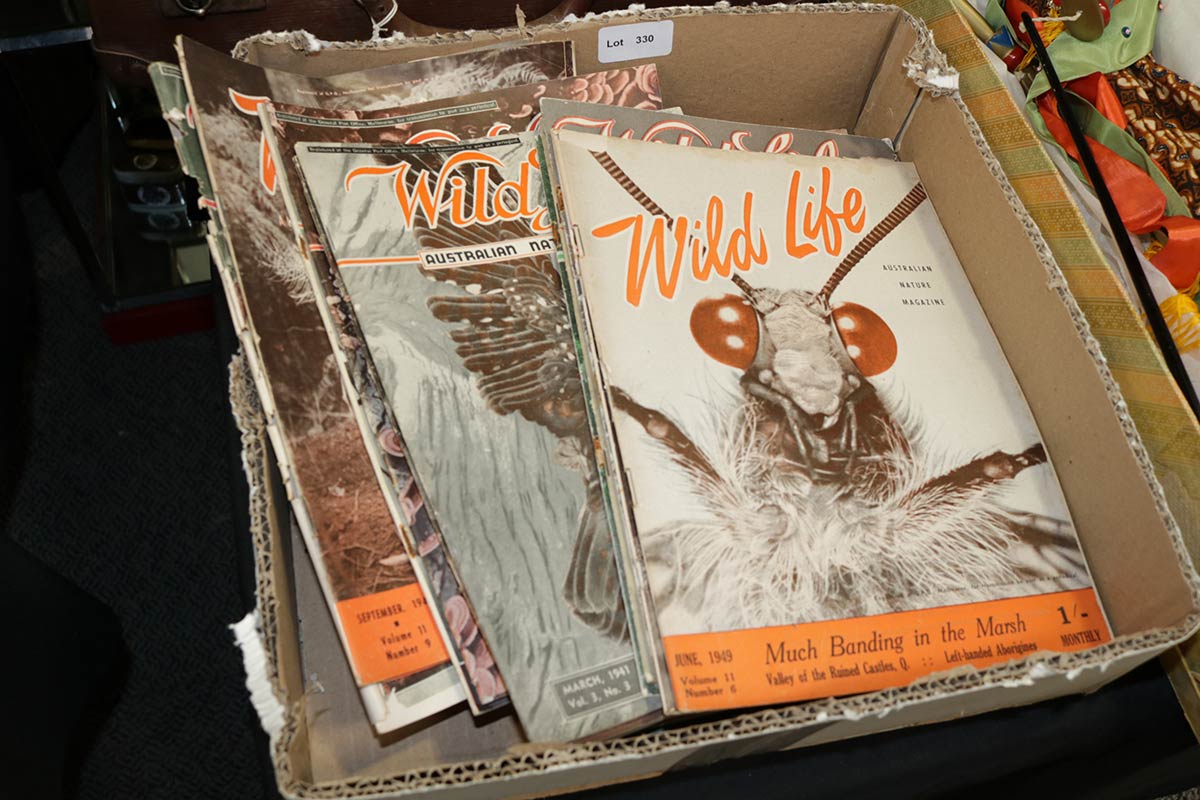 Lot 330
Wild
AUSTRALIAN
SEPTEMBER, 194
Volume 11
Number 9
MARCH, 1941
Vol. 3, No. 3
Wild Life
AUSTRALIAN
NATURE
MAGAZINE
JUNE, 1949
Volume 11
Number 6
Much Banding in the Marsh
Valley of the Ruined Castles, Q. :: Left-handed Aborigines
1/-
MONTHLY